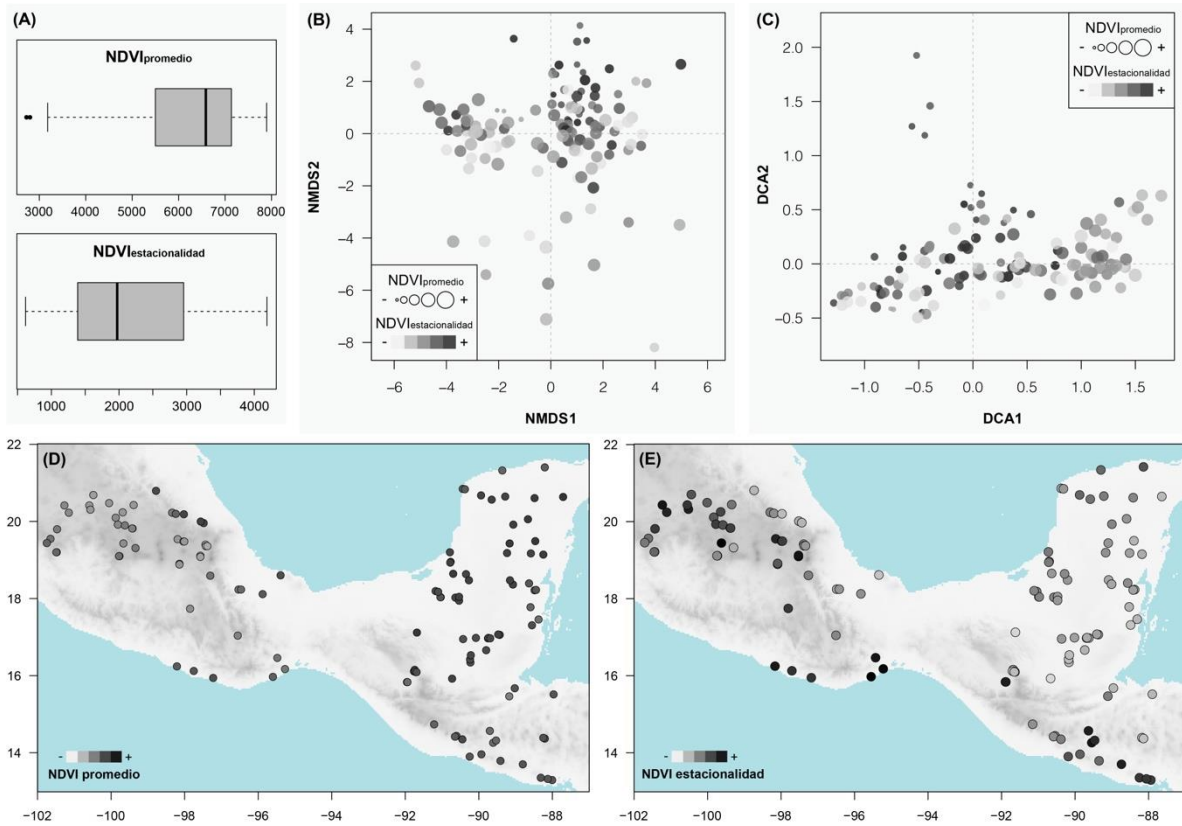 (A)
NDVIpromedio
3000 4000 5000 6000 7000 8000
NDVIestacionalidad
1000 2000 3000 4000
(B)
4
2
0
−2
−4
−6
−8
NMDS2
NDVIpromedio
- +
NDVIestacionalidad
- +
−6 −4 −2 0 2 4 6
NMDS1
(C)
2.0
1.5
1.0
0.5
0.0
−0.5
DCA2
NDVIpromedio
- +
NDVIestacionalidad
- +
−1.0 −0.5 0.0 0.5 1.0 1.5
DCA1
(D)
22
20
18
16
14
- +
NDVI promedio
−102 −100 −98 −96 −94 −92 −90 −88
(E)
22
20
18
16
14
- +
NDVI estacionalidad
−102 −100 −98 −96 −94 −92 −90 −88